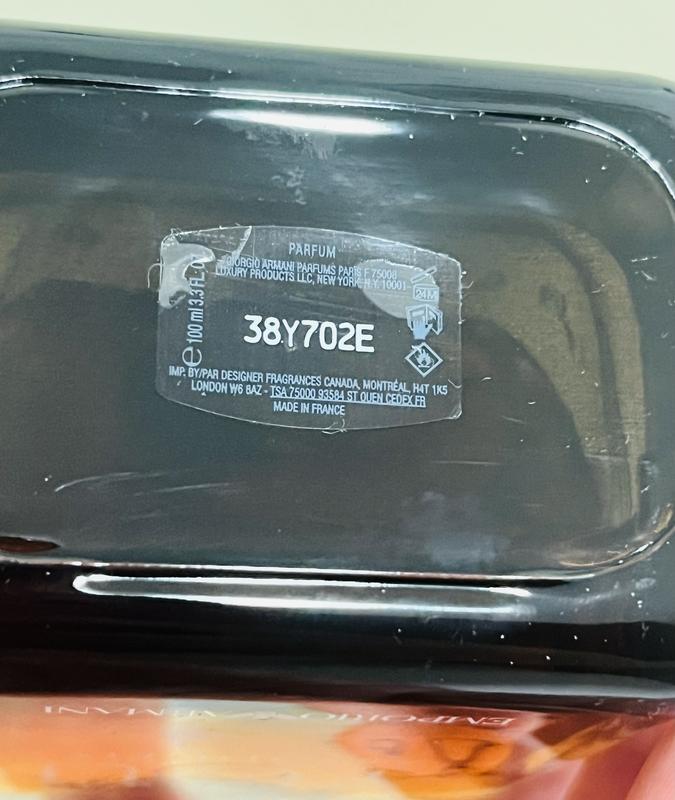 PARFUM
GIORGIO ARMANI PARFUMS PARIS F 75008
LUXURY PRODUCTS LLC, NEW YORK, N.Y. 10001
24M
e 100 ml 3.3 FL.
38Y702E
IMP. BY/PAR DESIGNER FRAGRANCES CANADA, MONTRÉAL, H4T 1K5
LONDON W6 8AZ - TSA 75000 93584 ST OUEN CEDEX FR
MADE IN FRANCE
EMPORIO ARMANI